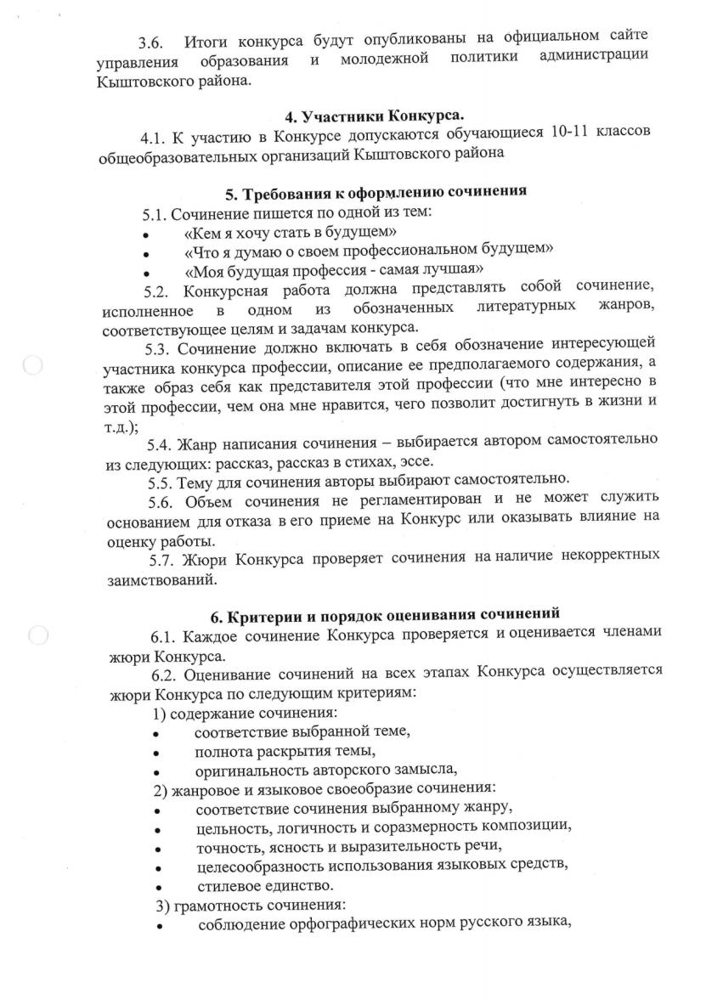 3.6. Итоги конкурса будут опубликованы на официальном сайте
управления образования и молодежной политики администрации
Кыштовского района.
4. Участники Конкурса.
4.1. К участию в Конкурсе допускаются обучающиеся 10-11 классов
общеобразовательных организаций Кыштовского района
5. Требования к оформлению сочинения
5.1. Сочинение пишется по одной из тем:
• «Кем я хочу стать в будущем»
• «Что я думаю о своем профессиональном будущем»
• «Моя будущая профессия - самая лучшая»
5.2. Конкурсная работа должна представлять собой сочинение,
исполненное в одном из обозначенных литературных жанров,
соответствующее целям и задачам конкурса.
5.3. Сочинение должно включать в себя обозначение интересующей
участника конкурса профессии, описание ее предполагаемого содержания, а
также образ себя как представителя этой профессии (что мне интересно в
этой профессии, чем она мне нравится, чего позволит достигнуть в жизни и
т.д.);
5.4. Жанр написания сочинения – выбирается автором самостоятельно
из следующих: рассказ, рассказ в стихах, эссе.
5.5. Тему для сочинения авторы выбирают самостоятельно.
5.6. Объем сочинения не регламентирован и не может служить
основанием для отказа в его приеме на Конкурс или оказывать влияние на
оценку работы.
5.7. Жюри Конкурса проверяет сочинения на наличие некорректных
заимствований.
6. Критерии и порядок оценивания сочинений
6.1. Каждое сочинение Конкурса проверяется и оценивается членами
жюри Конкурса.
6.2. Оценивание сочинений на всех этапах Конкурса осуществляется
жюри Конкурса по следующим критериям:
1) содержание сочинения:
• соответствие выбранной теме,
• полнота раскрытия темы,
• оригинальность авторского замысла,
2) жанровое и языковое своеобразие сочинения:
• соответствие сочинения выбранному жанру,
• цельность, логичность и соразмерность композиции,
• точность, ясность и выразительность речи,
• целесообразность использования языковых средств,
• стилевое единство.
3) грамотность сочинения:
• соблюдение орфографических норм русского языка,